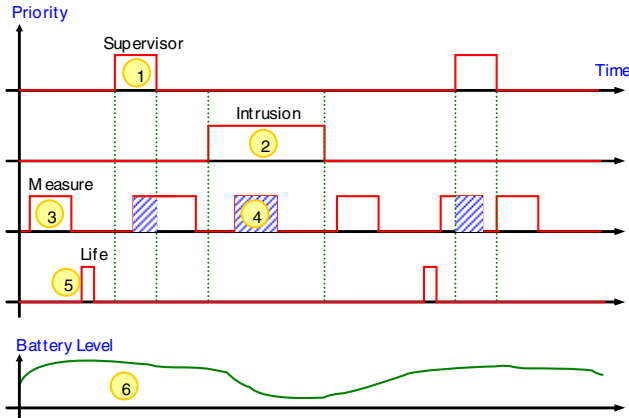 Priority
Supervisor
1
Time
Intrusion
2
Measure
3
4
Life
5
Battery Level
6